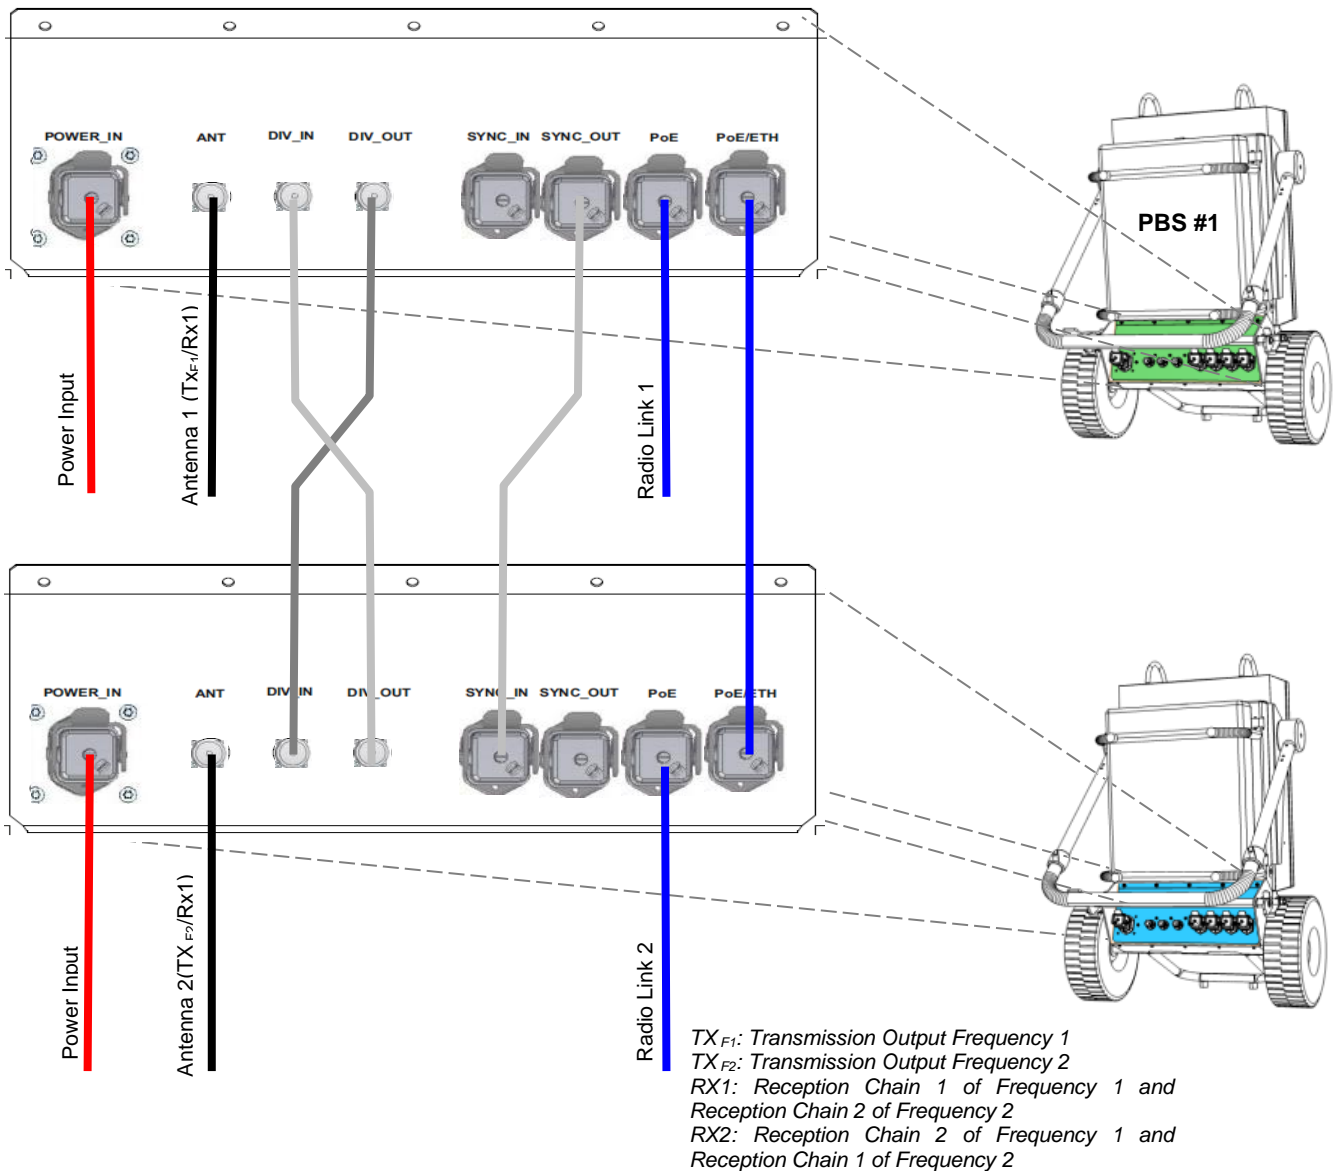 POWER_IN ANT DIV_IN DIV_OUT SYNC_IN SYNC_OUT PoE PoE/ETH
PBS #1
Power Input
Antenna 1 (TxF1/Rx1)
Radio Link 1
POWER_IN ANT DIV_IN DIV_OUT SYNC_IN SYNC_OUT PoE PoE/ETH
Power Input
Antenna 2(TX F2/Rx1)
Radio Link 2
TX F1: Transmission Output Frequency 1
TX F2: Transmission Output Frequency 2
RX1: Reception Chain 1 of Frequency 1 and
Reception Chain 2 of Frequency 2
RX2: Reception Chain 2 of Frequency 1 and
Reception Chain 1 of Frequency 2